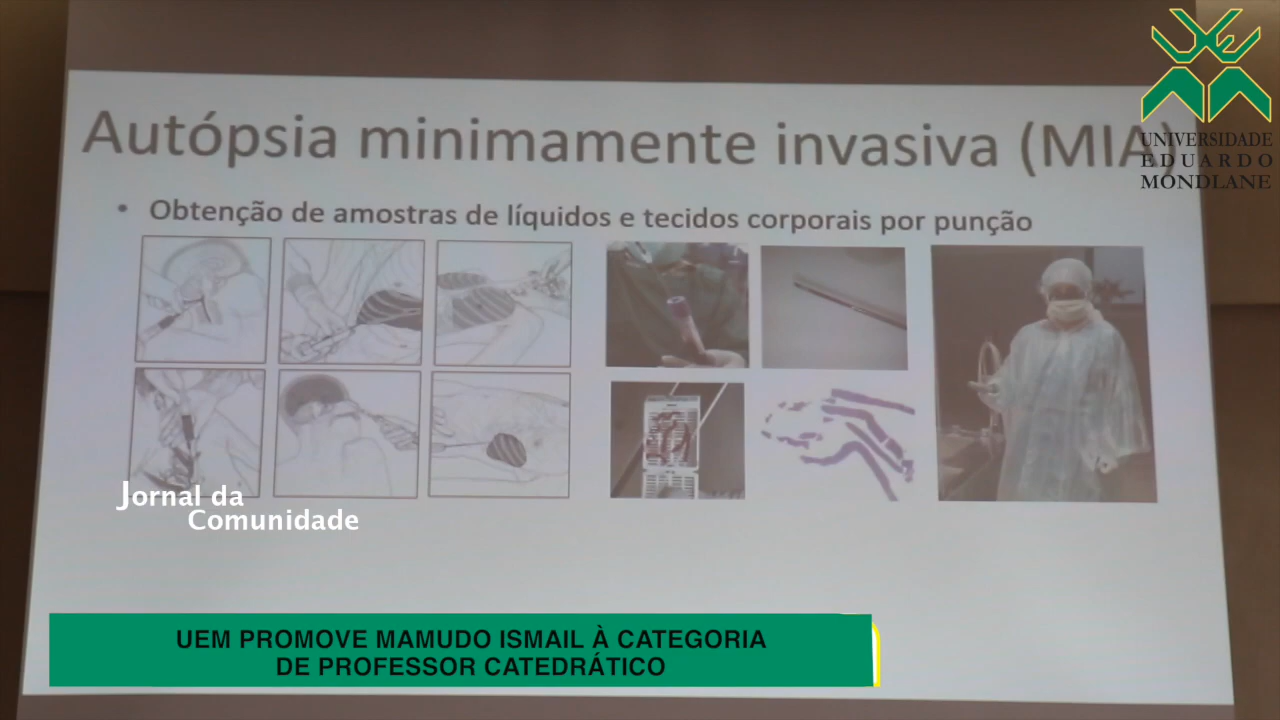 Autópsia minimamente invasiva (MIA)
• Obtenção de amostras de líquidos e tecidos corporais por punção
UNIVERSIDADE
EDUARDO
MONDLANE
Jornal da
Comunidade
UEM PROMOVE MAMUDO ISMAIL À CATEGORIA
DE PROFESSOR CATEDRÁTICO